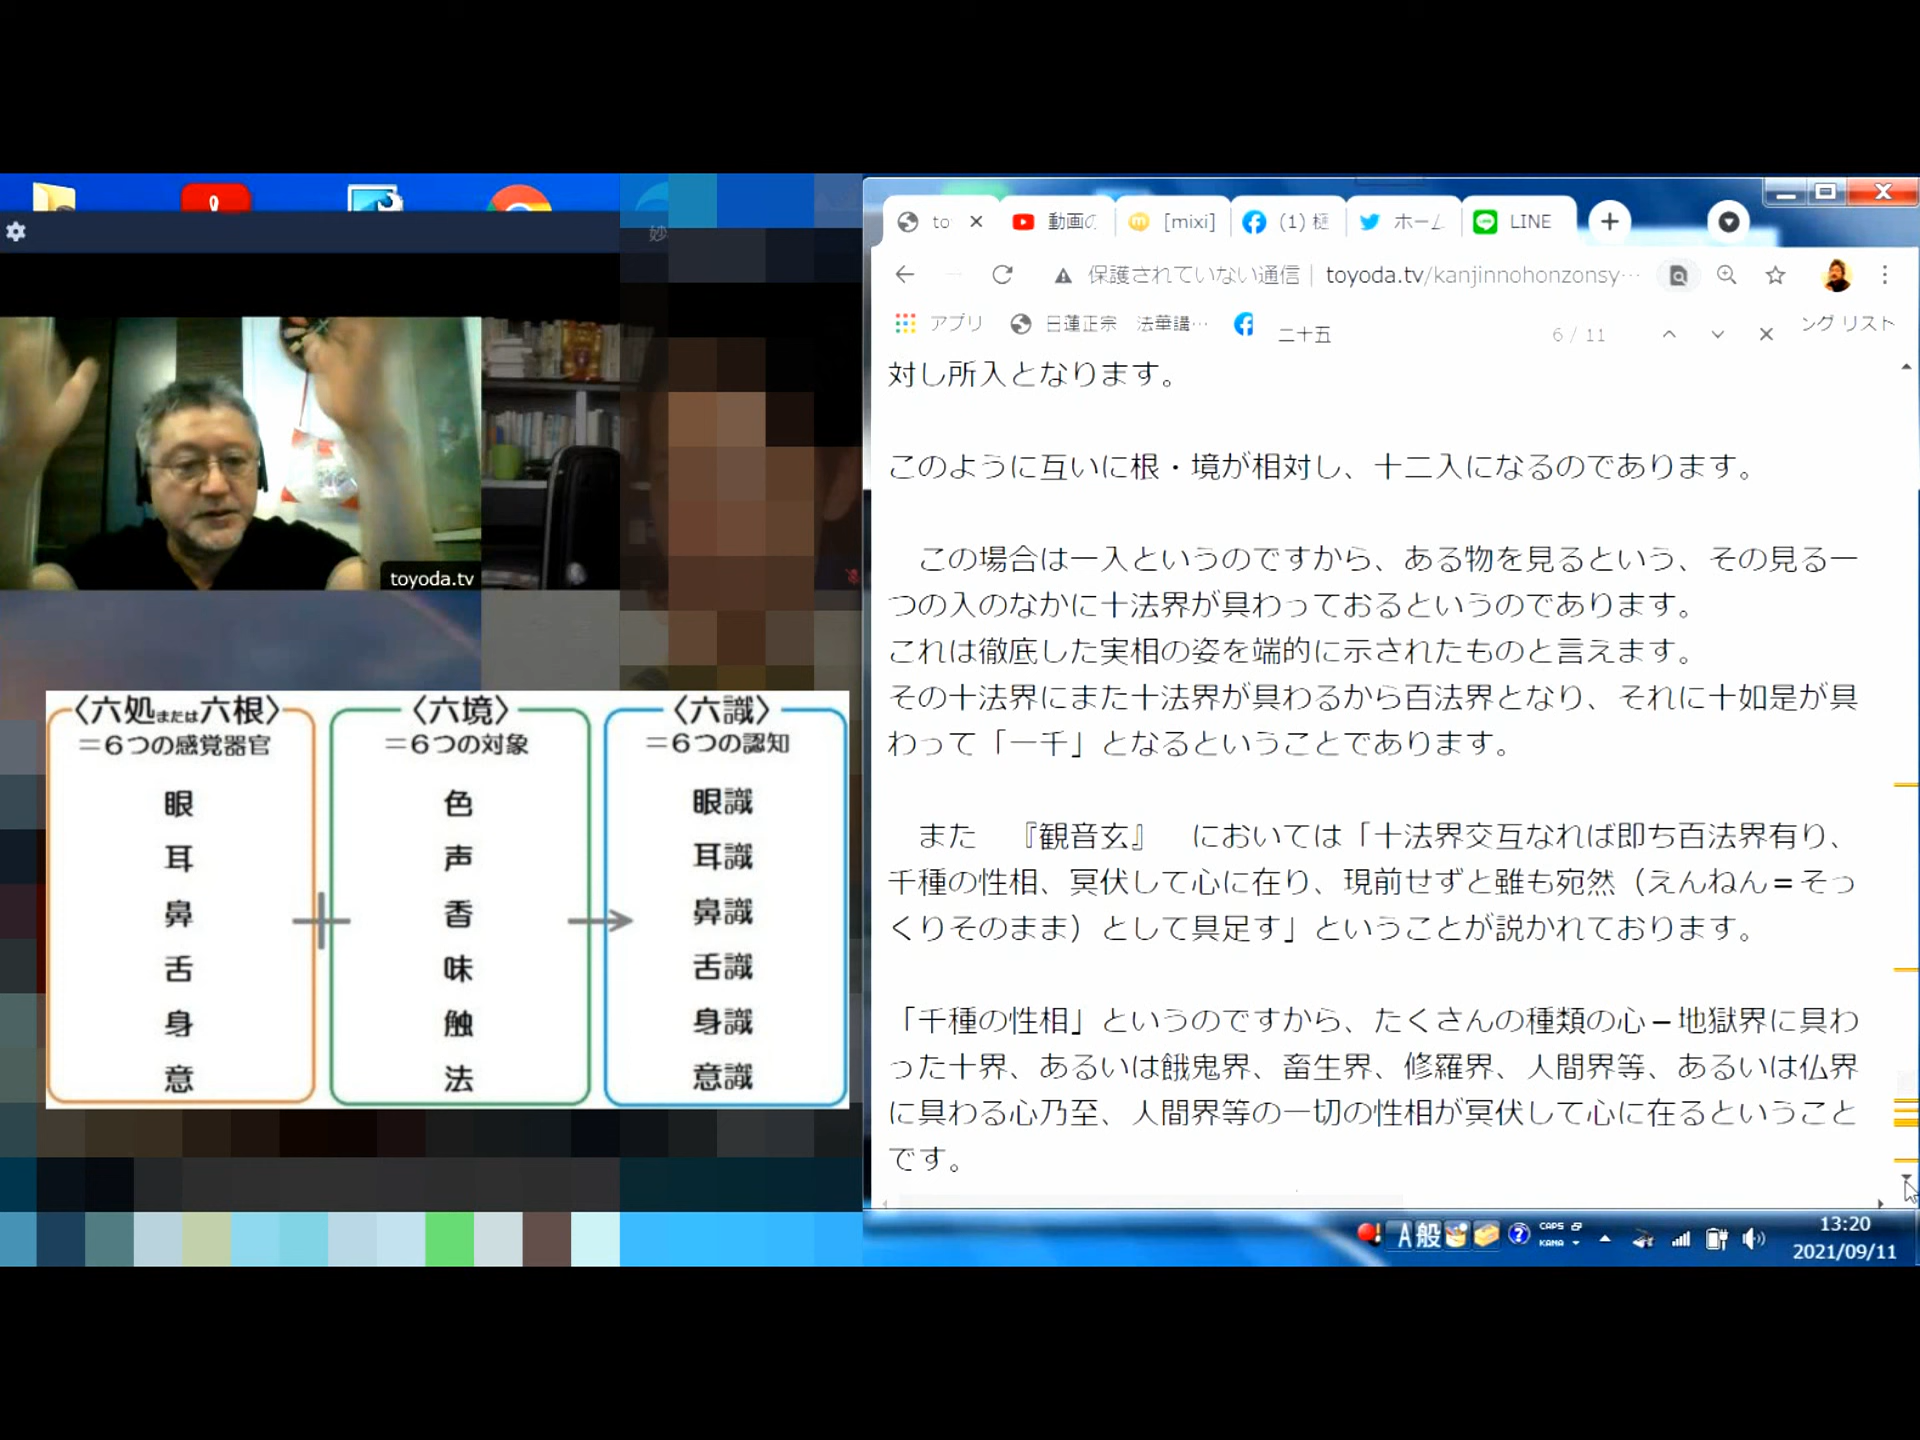 妙
toyoda.tv
〈六処または六根〉
＝６つの感覚器官
眼
耳
鼻
舌
身
意
〈六境〉
＝６つの対象
色
声
香
味
触
法
〈六識〉
＝６つの認知
眼識
耳識
鼻識
舌識
身識
意識
to 動画の [mixi] (1) 樋 ホーム LINE
保護されていない通信 | toyoda.tv/kanjinnohonzonsy…
アプリ 日蓮正宗 法華講… 二十五 6 / 11 ング リスト
対し所入となります。
このように互いに根・境が相対し、十二入になるのであります。
この場合は一入というのですから、ある物を見るという、その見る一
つの入のなかに十法界が具わっておるというのであります。
これは徹底した実相の姿を端的に示されたものと言えます。
その十法界にまた十法界が具わるから百法界となり、それに十如是が具
わって「一千」となるということであります。
また　『観音玄』　においては「十法界交互なれば即ち百法界有り、
千種の性相、冥伏して心に在り、現前せずと雖も宛然（えんねん＝そっ
くりそのまま）として具足す」ということが説かれております。
「千種の性相」というのですから、たくさんの種類の心－地獄界に具わ
った十界、あるいは餓鬼界、畜生界、修羅界、人間界等、あるいは仏界
に具わる心乃至、人間界等の一切の性相が冥伏して心に在るということ
です。
A 般 CAPS KANA
13:20
2021/09/11